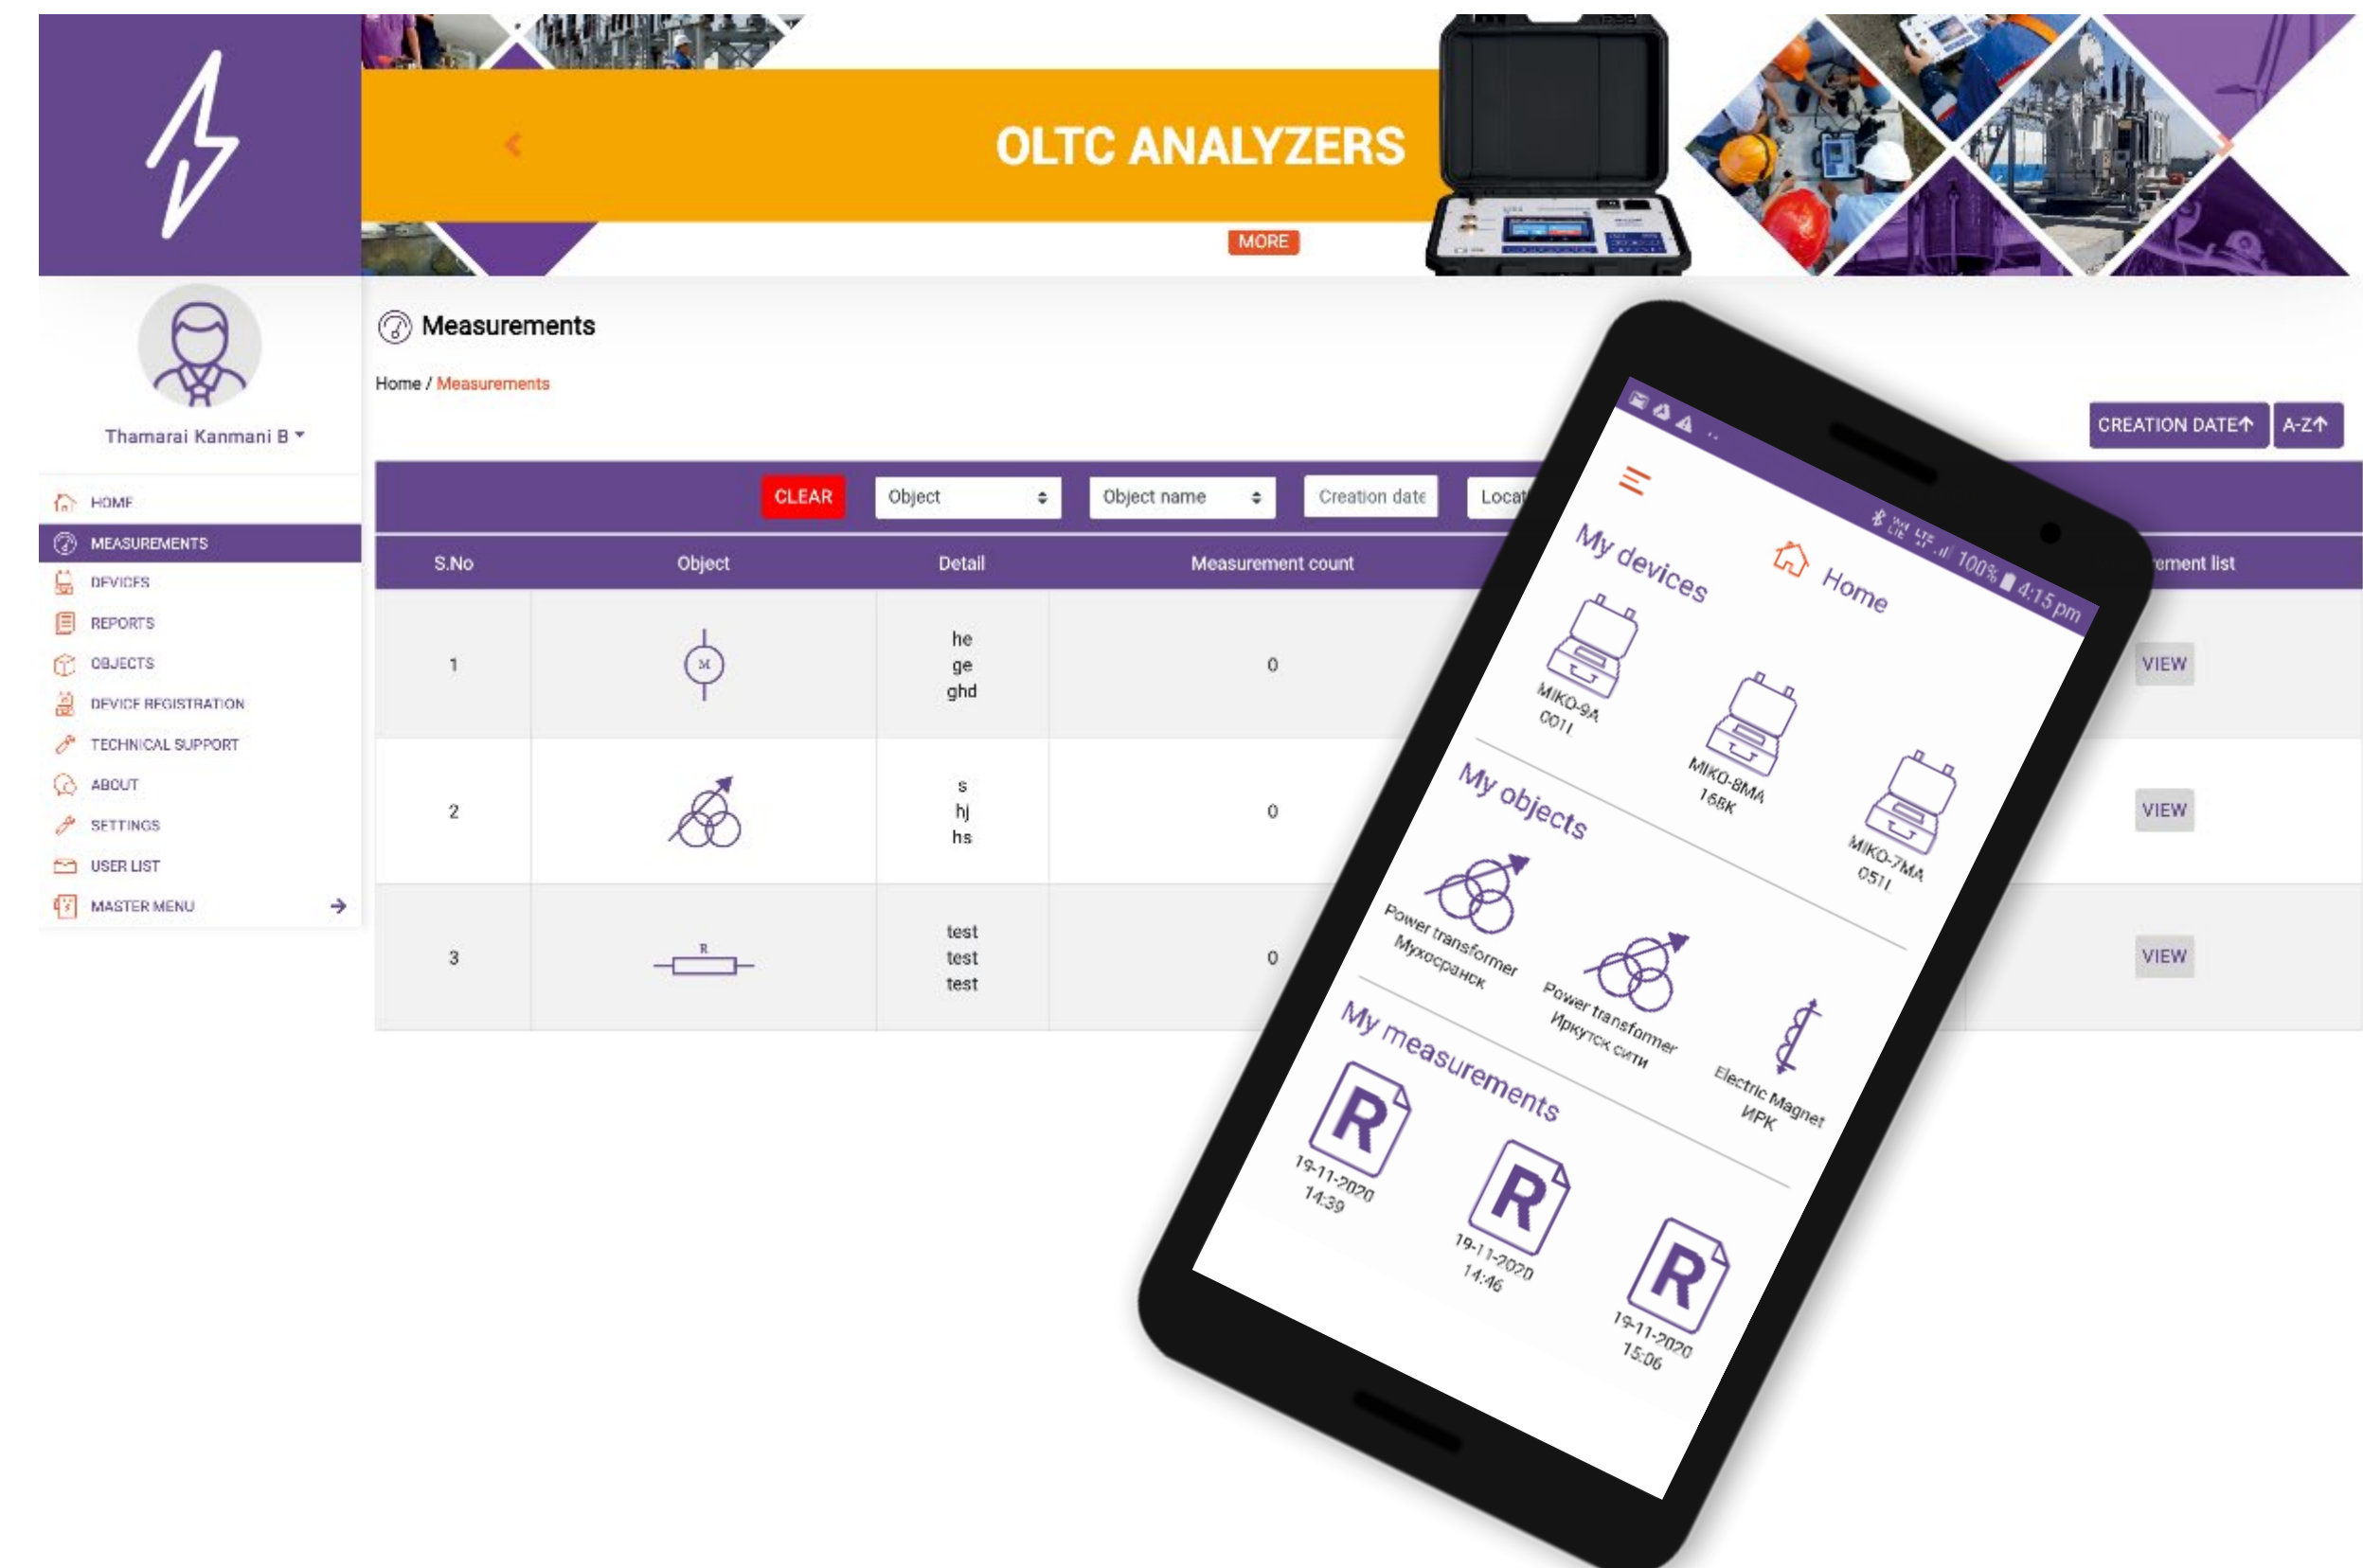 OLTC ANALYZERS
MORE
Measurements
Home / Measurements
Thamarai Kanmani B
CREATION DATE↑ A-Z↑
HOME
MEASUREMENTS
DEVICES
REPORTS
OBJECTS
DEVICE REGISTRATION
TECHNICAL SUPPORT
ABOUT
SETTINGS
USER LIST
MASTER MENU
CLEAR Object Object name Creation date Locat
S.No Object Detail Measurement count ement list
1 M he
ge
ghd
0 VIEW
2 s
hj
hs
0 VIEW
3 R test
test
test
0 VIEW
100% 4:15 pm
Home
My devices
MIKO-9A
001L
MIKO-8MA
168K
MIKO-7MA
051L
My objects
Power transformer
Мухосранск
Power transformer
Иркутск сити
Electric Magnet
ИРК
My measurements
R
19-11-2020
14:39
R
19-11-2020
14:46
R
19-11-2020
15:06